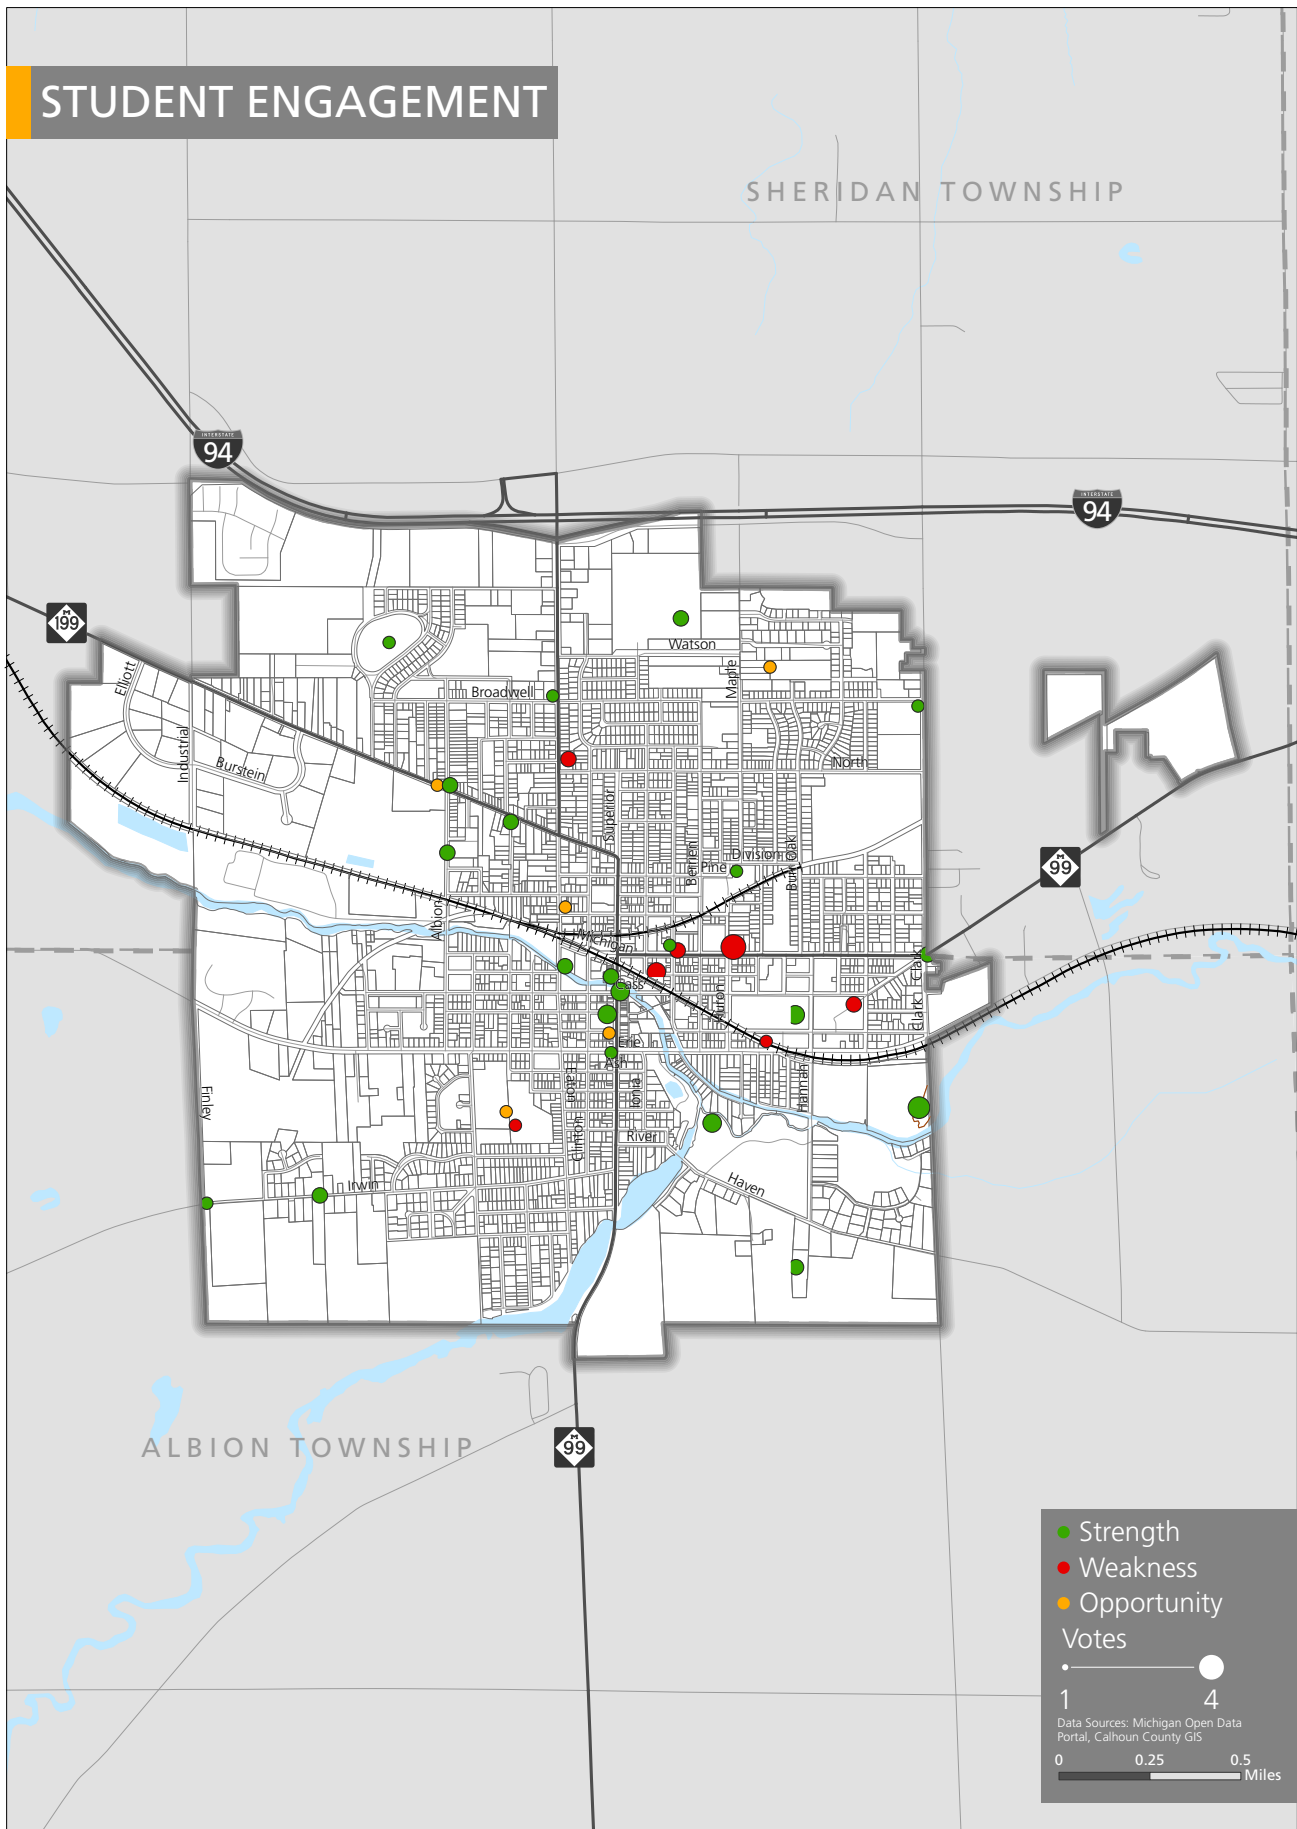 STUDENT ENGAGEMENT
SHERIDAN TOWNSHIP
INTERSTATE
94
INTERSTATE
94
M
199
Watson
Maple
Elliott
Broadwell
Industrial
Burstein
North
Superior
Berrien
Division
Burr Oak
Pine
M
99
Albion
Michigan
Clark
Clark
Cass
Huron
Erie
Ash
Eaton
Ionia
Hannah
Finley
Clinton
River
Irwin
Haven
ALBION TOWNSHIP
M
99
Strength
Weakness
Opportunity
Votes
1 4
Data Sources: Michigan Open Data
Portal, Calhoun County GIS
0 0.25 0.5
Miles